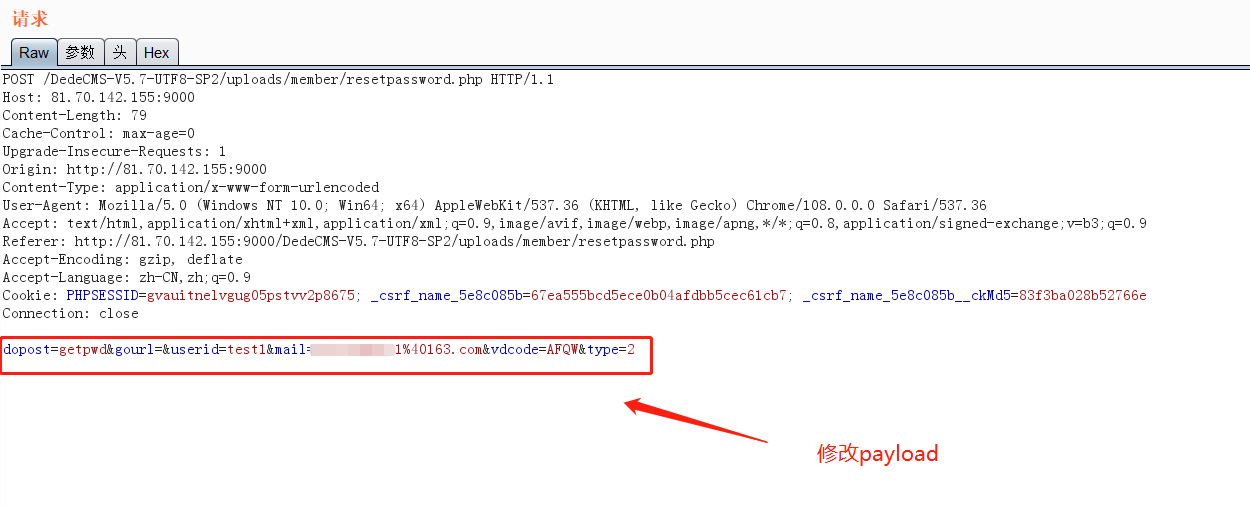 请求
Raw 参数 头 Hex
POST /DedeCMS-V5.7-UTF8-SP2/uploads/member/resetpassword.php HTTP/1.1
Host: 81.70.142.155:9000
Content-Length: 79
Cache-Control: max-age=0
Upgrade-Insecure-Requests: 1
Origin: http://81.70.142.155:9000
Content-Type: application/x-www-form-urlencoded
User-Agent: Mozilla/5.0 (Windows NT 10.0; Win64; x64) AppleWebKit/537.36 (KHTML, like Gecko) Chrome/108.0.0.0 Safari/537.36
Accept: text/html,application/xhtml+xml,application/xml;q=0.9,image/avif,image/webp,image/apng,*/*;q=0.8,application/signed-exchange;v=b3;q=0.9
Referer: http://81.70.142.155:9000/DedeCMS-V5.7-UTF8-SP2/uploads/member/resetpassword.php
Accept-Encoding: gzip, deflate
Accept-Language: zh-CN,zh;q=0.9
Cookie: PHPSESSID=gvauitnelvgug05pstvv2p8675; _csrf_name_5e8c085b=67ea555bcd5ece0b04afdbb5cec61cb7; _csrf_name_5e8c085b__ckMd5=83f3ba028b52766e
Connection: close
dopost=getpwd&gourl=&userid=test1&mail=1%40163.com&vdcode=AFQW&type=2
修改payload